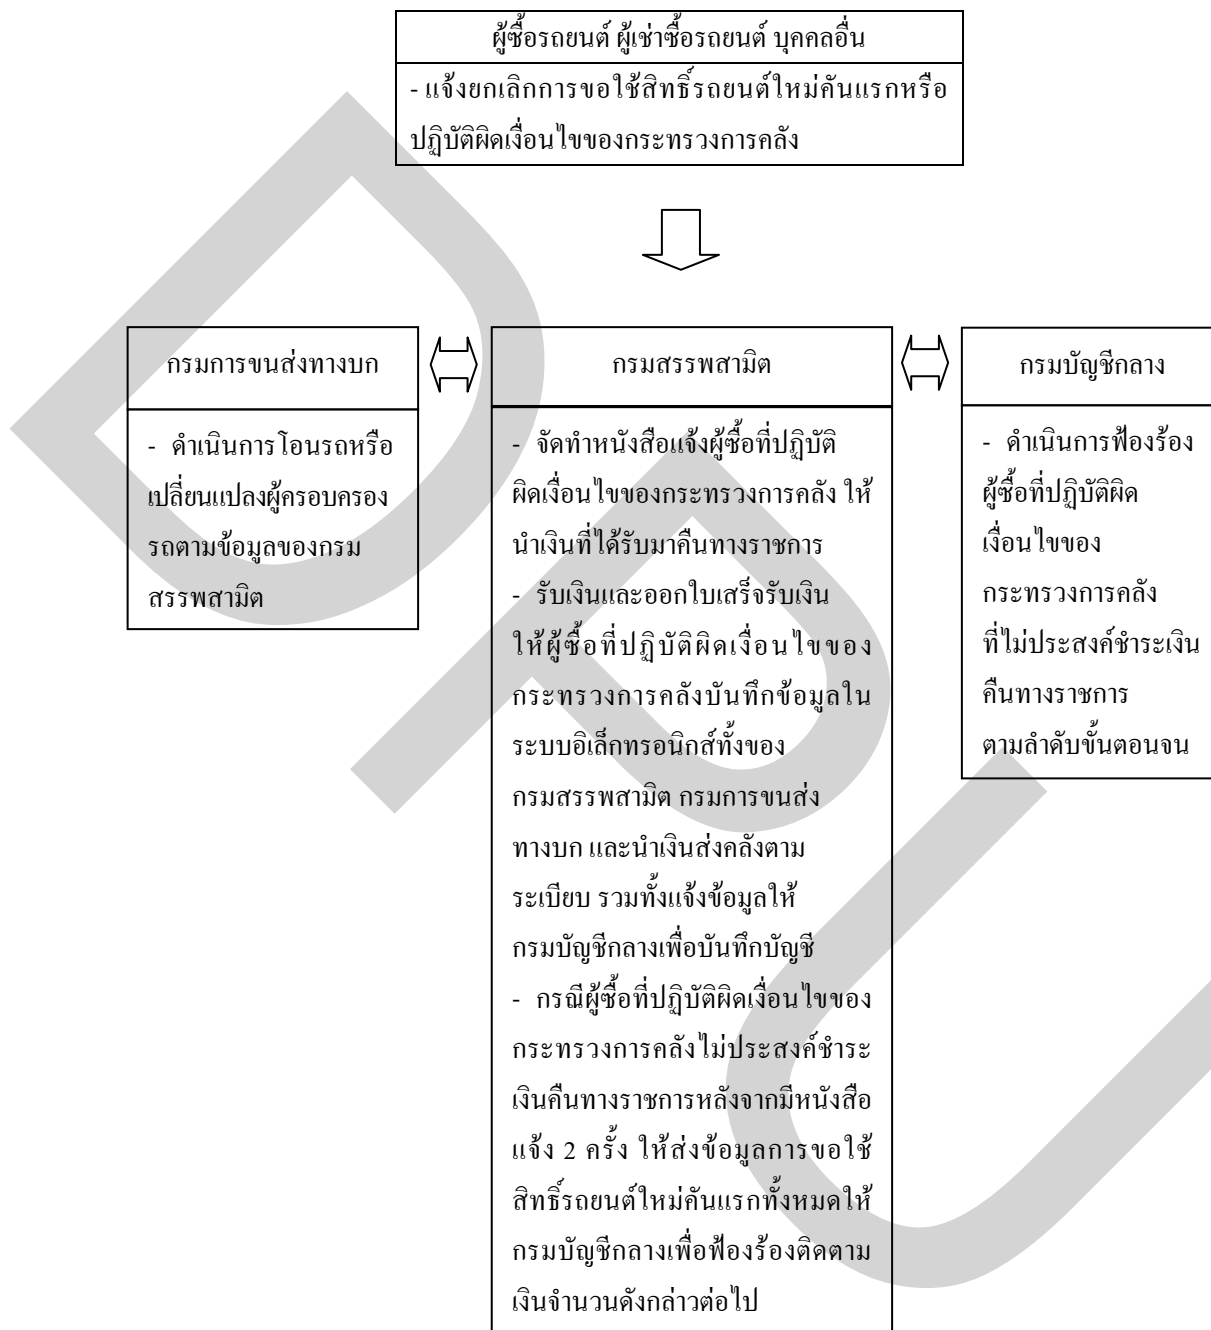 ผู้ซื้อรถยนต์ ผู้เช่าซื้อรถยนต์ บุคคลอื่น
- แจ้งยกเลิกการขอใช้สิทธิ์รถยนต์ใหม่คันแรกหรือ
ปฏิบัติผิดเงื่อนไขของกระทรวงการคลัง
กรมการขนส่งทางบก
- ดำเนินการโอนรถหรือ
เปลี่ยนแปลงผู้ครอบครอง
รถตามข้อมูลของกรม
สรรพสามิต
กรมสรรพสามิต
- จัดทำหนังสือแจ้งผู้ซื้อที่ปฏิบัติ
ผิดเงื่อนไขของกระทรวงการคลัง ให้
นำเงินที่ได้รับมาคืนทางราชการ
- รับเงินและออกใบเสร็จรับเงิน
ให้ผู้ซื้อที่ปฏิบัติผิดเงื่อนไขของ
กระทรวงการคลังบันทึกข้อมูลใน
ระบบอิเล็กทรอนิกส์ทั้งของ
กรมสรรพสามิต กรมการขนส่ง
ทางบก และนำเงินส่งคลังตาม
ระเบียบ รวมทั้งแจ้งข้อมูลให้
กรมบัญชีกลางเพื่อบันทึกบัญชี
- กรณีผู้ซื้อที่ปฏิบัติผิดเงื่อนไขของ
กระทรวงการคลังไม่ประสงค์ชำระ
เงินคืนทางราชการหลังจากมีหนังสือ
แจ้ง 2 ครั้ง ให้ส่งข้อมูลการขอใช้
สิทธิ์รถยนต์ใหม่คันแรกทั้งหมดให้
กรมบัญชีกลางเพื่อฟ้องร้องติดตาม
เงินจำนวนดังกล่าวต่อไป
กรมบัญชีกลาง
- ดำเนินการฟ้องร้อง
ผู้ซื้อที่ปฏิบัติผิด
เงื่อนไขของ
กระทรวงการคลัง
ที่ไม่ประสงค์ชำระเงิน
คืนทางราชการ
ตามลำดับขั้นตอนจน
DPU